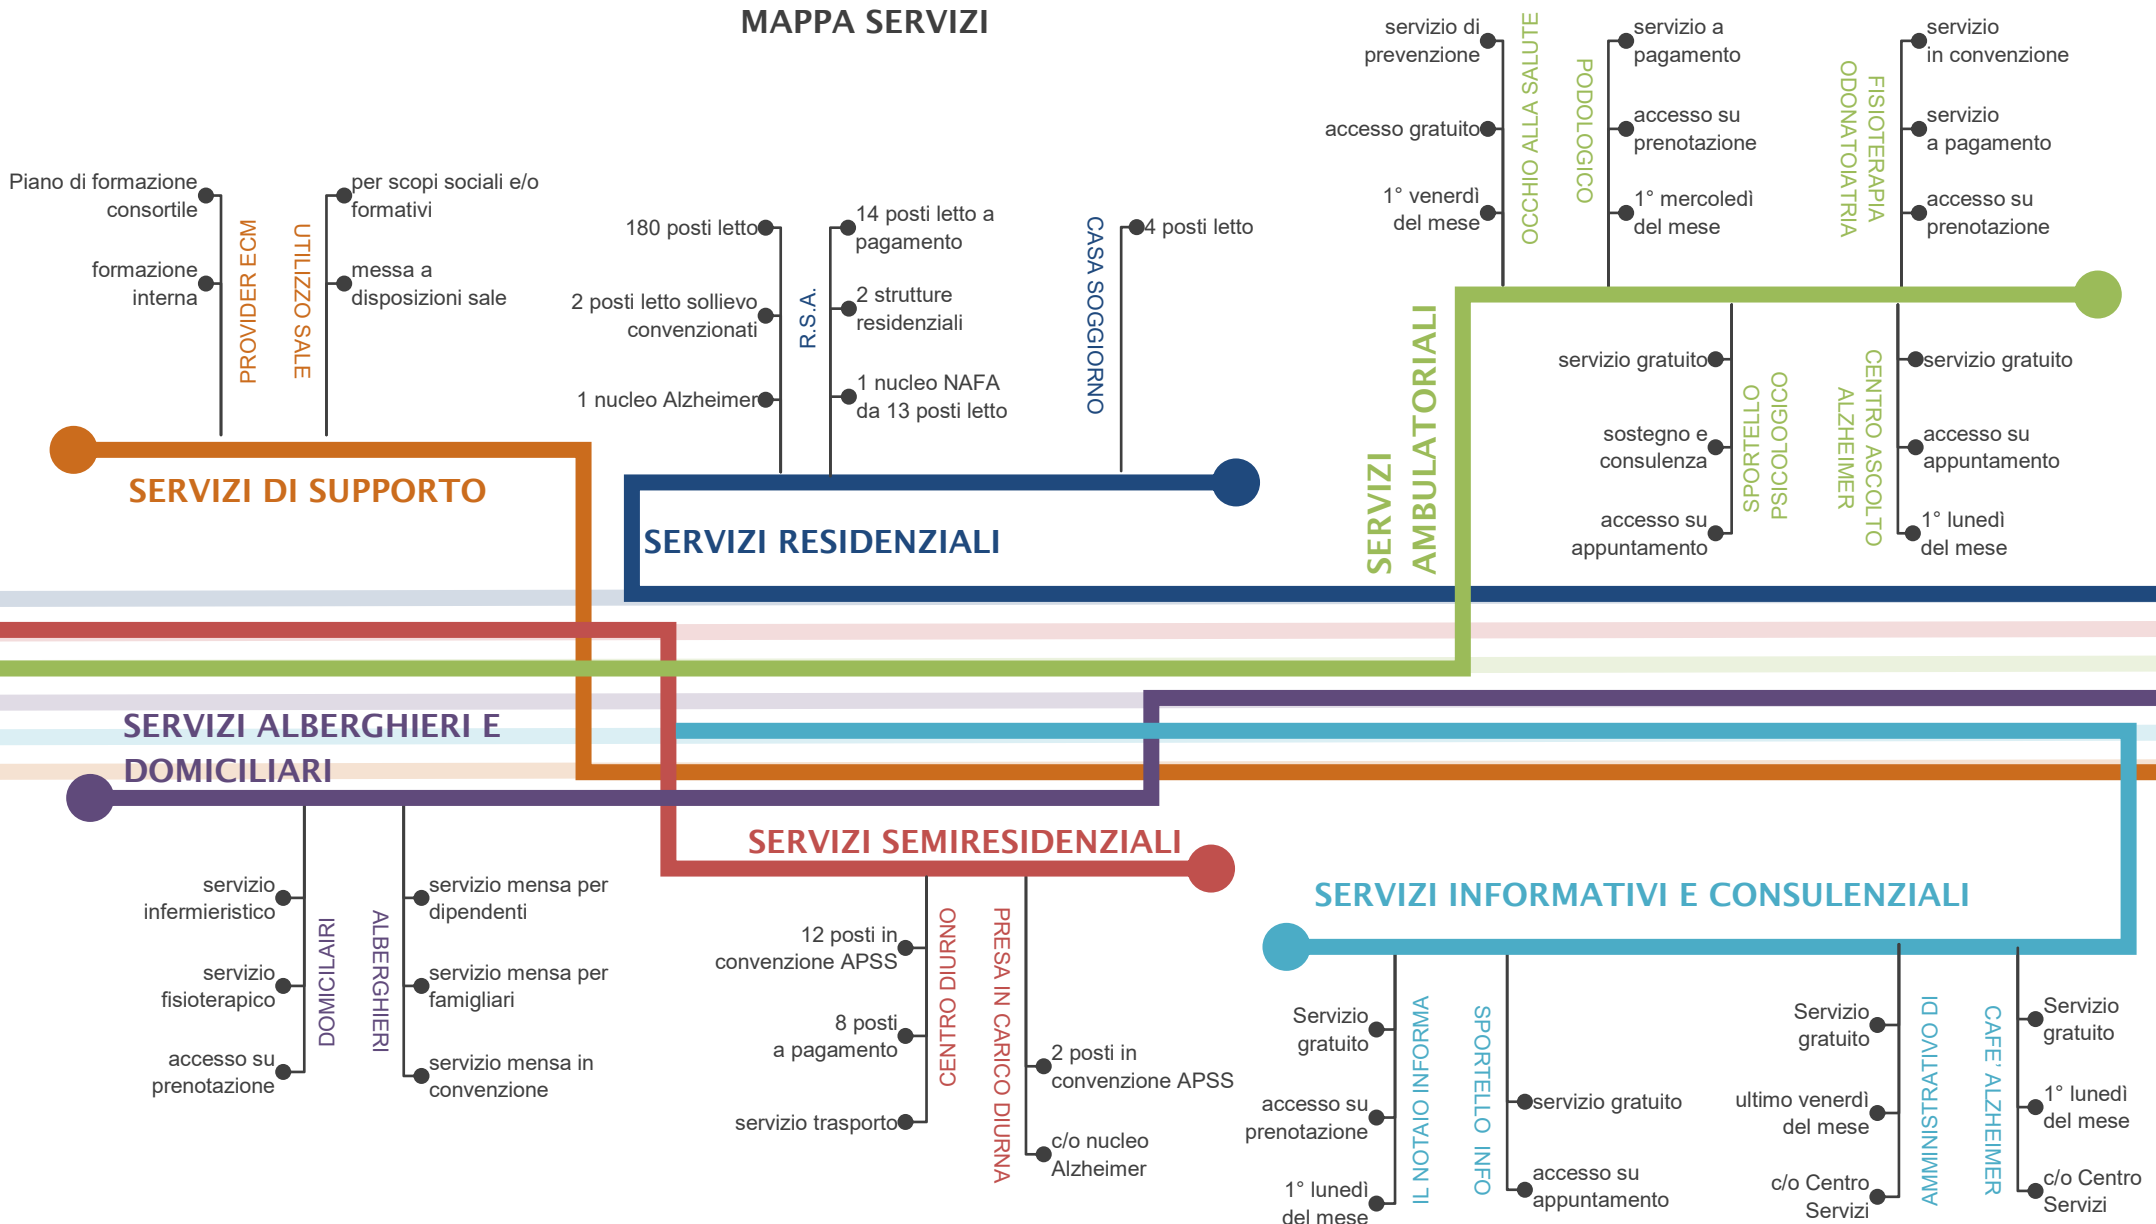 MAPPA SERVIZI
Piano di formazione
consortile
formazione
interna
PROVIDER ECM
UTILIZZO SALE
per scopi sociali e/o
formativi
messa a
disposizioni sale
SERVIZI DI SUPPORTO
180 posti letto
2 posti letto sollievo
convenzionati
1 nucleo Alzheimer
R.S.A.
14 posti letto a
pagamento
2 strutture
residenziali
1 nucleo NAFA
da 13 posti letto
CASA SOGGIORNO
4 posti letto
SERVIZI RESIDENZIALI
servizio di
prevenzione
accesso gratuito
1° venerdì
del mese
OCCHIO ALLA SALUTE
PODOLOGICO
servizio a
pagamento
accesso su
prenotazione
1° mercoledì
del mese
FISIOTERAPIA
ODONATOIATRIA
servizio
in convenzione
servizio
a pagamento
accesso su
prenotazione
SERVIZI
AMBULATORIALI
servizio gratuito
sostegno e
consulenza
accesso su
appuntamento
SPORTELLO
PSICOLOGICO
CENTRO ASCOLTO
ALZHEIMER
servizio gratuito
accesso su
appuntamento
1° lunedì
del mese
SERVIZI ALBERGHIERI E
DOMICILIARI
servizio
infermieristico
servizio
fisioterapico
accesso su
prenotazione
DOMICILIAIRI
ALBERGHIERI
servizio mensa per
dipendenti
servizio mensa per
famigliari
servizio mensa in
convenzione
SERVIZI SEMIRESIDENZIALI
12 posti in
convenzione APSS
8 posti
a pagamento
servizio trasporto
CENTRO DIURNO
PRESA IN CARICO DIURNA
2 posti in
convenzione APSS
c/o nucleo
Alzheimer
SERVIZI INFORMATIVI E CONSULENZIALI
Servizio
gratuito
accesso su
prenotazione
1° lunedì
del mese
IL NOTAIO INFORMA
SPORTELLO INFO
servizio gratuito
accesso su
appuntamento
Servizio
gratuito
ultimo venerdì
del mese
c/o Centro
Servizi
AMMINISTRATIVO DI
CAFE' ALZHEIMER
Servizio
gratuito
1° lunedì
del mese
c/o Centro
Servizi